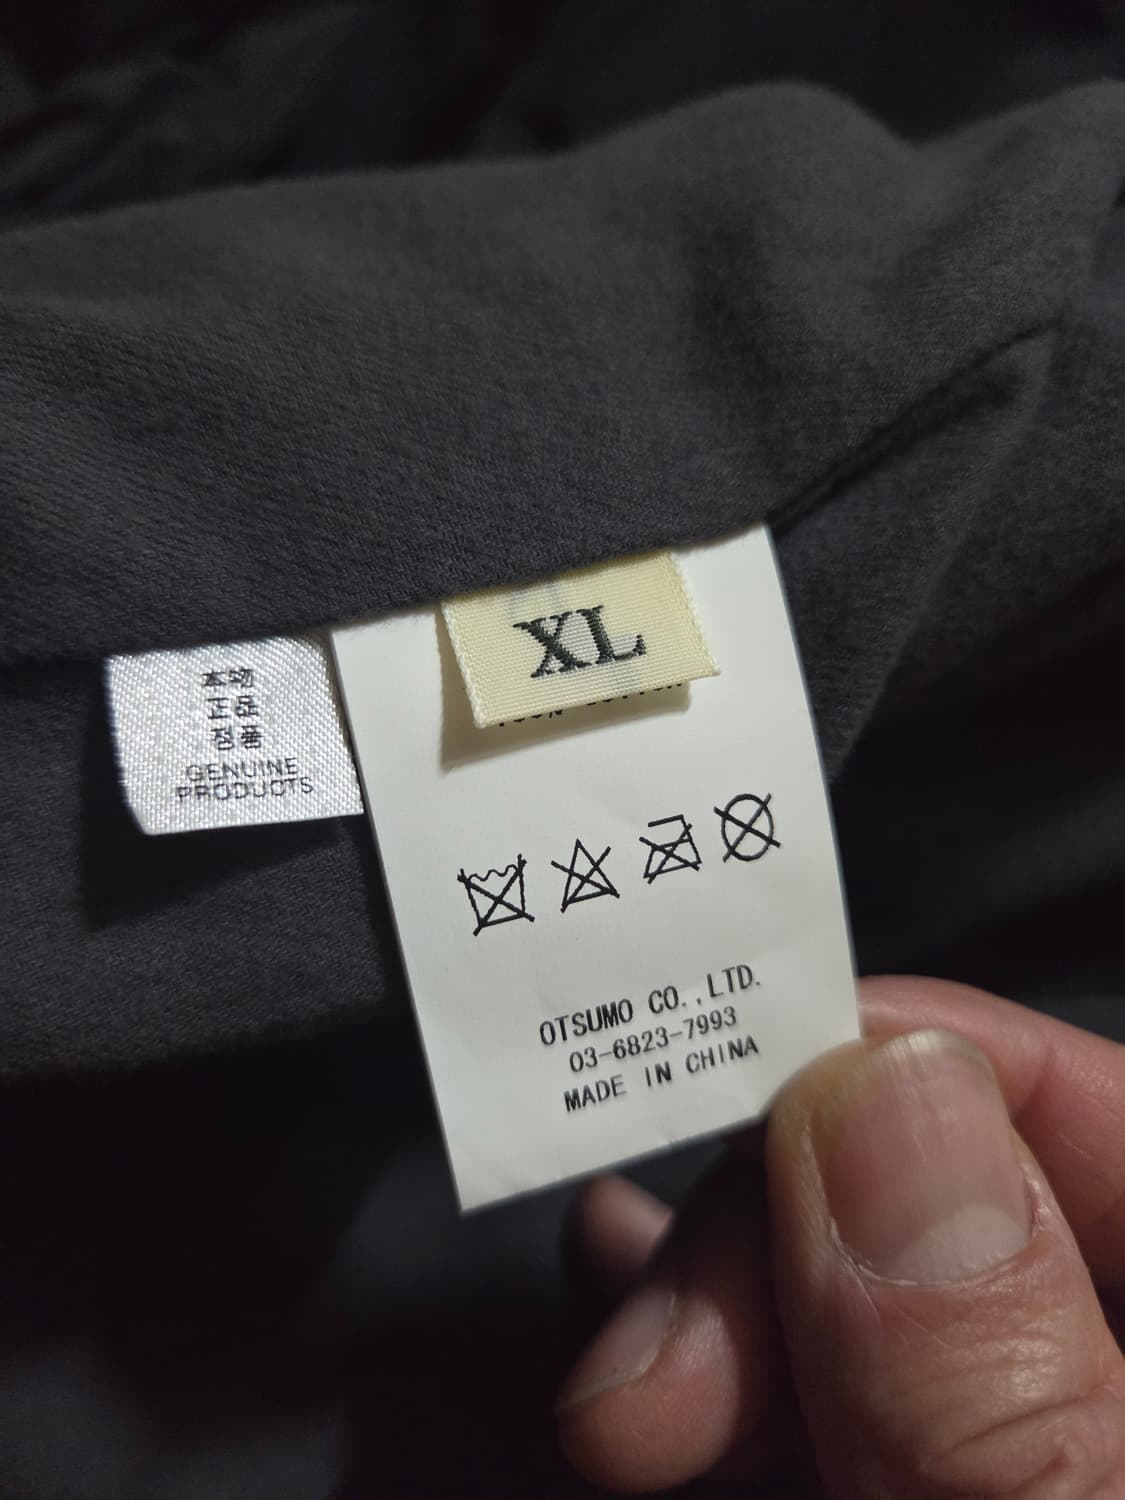 本物
正品
정품
GENUINE
PRODUCTS
XL
OTSUMO CO.,LTD.
03-6823-7993
MADE IN CHINA